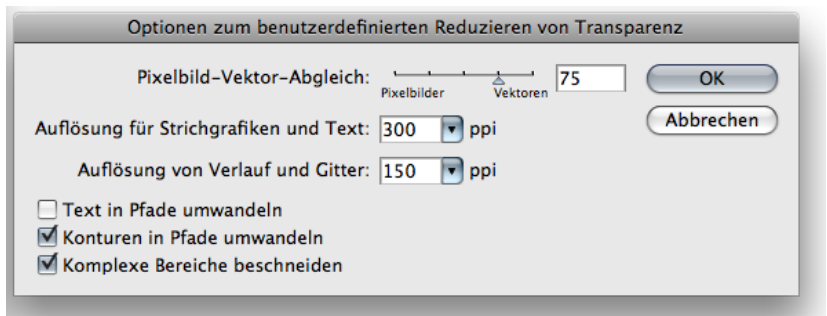 Optionen zum benutzerdefinierten Reduzieren von Transparenz
Pixelbild-Vektor-Abgleich: 75 OK
Pixelbilder Vektoren
Abbrechen
Auflösung für Strichgrafiken und Text: 300 ppi
Auflösung von Verlauf und Gitter: 150 ppi
Text in Pfade umwandeln
Konturen in Pfade umwandeln
Komplexe Bereiche beschneiden